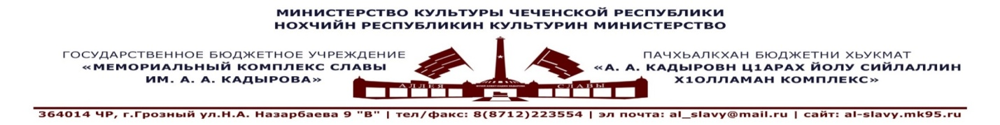 МИНИСТЕРСТВО КУЛЬТУРЫ ЧЕЧЕНСКОЙ РЕСПУБЛИКИ
НОХЧИЙН РЕСПУБЛИКИН КУЛЬТУРИН МИНИСТЕРСТВО
ГОСУДАРСТВЕННОЕ БЮДЖЕТНОЕ УЧРЕЖДЕНИЕ
«МЕМОРИАЛЬНЫЙ КОМПЛЕКС СЛАВЫ
ИМ. А. А. КАДЫРОВА»
АЛЛЕЯ СЛАВЫ
ПАЧХЬАЛКХАН БЮДЖЕТНИ ХЬУКМАТ
«А. А. КАДЫРОВН Ц1АРАХ ЙОЛУ СИЙЛАЛЛИН
Х1ОЛЛАМАН КОМПЛЕКС»
364014 ЧР, г.Грозный ул.Н.А. Назарбаева 9 "В" | тел/факс: 8(8712)223554 | эл почта: al_slavy@mail.ru | сайт: al-slavy.mk95.ru